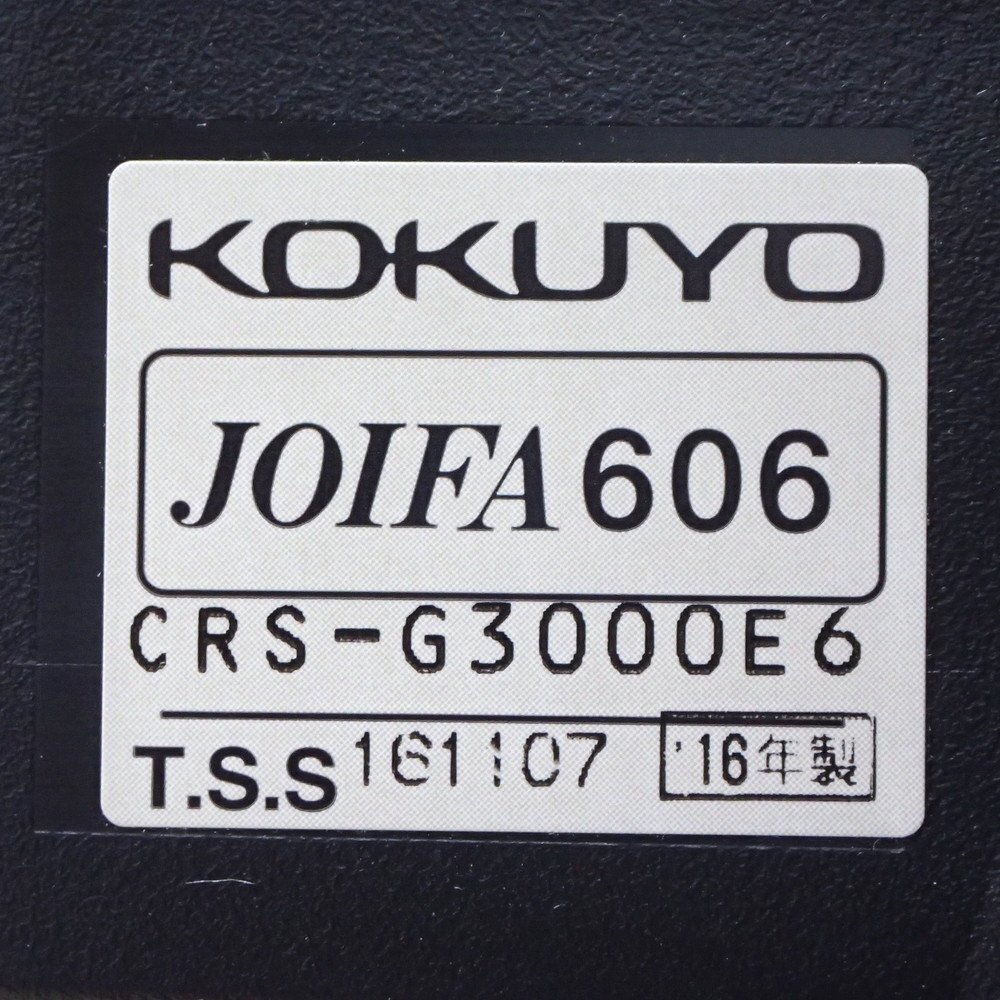 KOKUYO
JOIFA 606
CRS-G3000E6
T.S.S 161107 '16年製